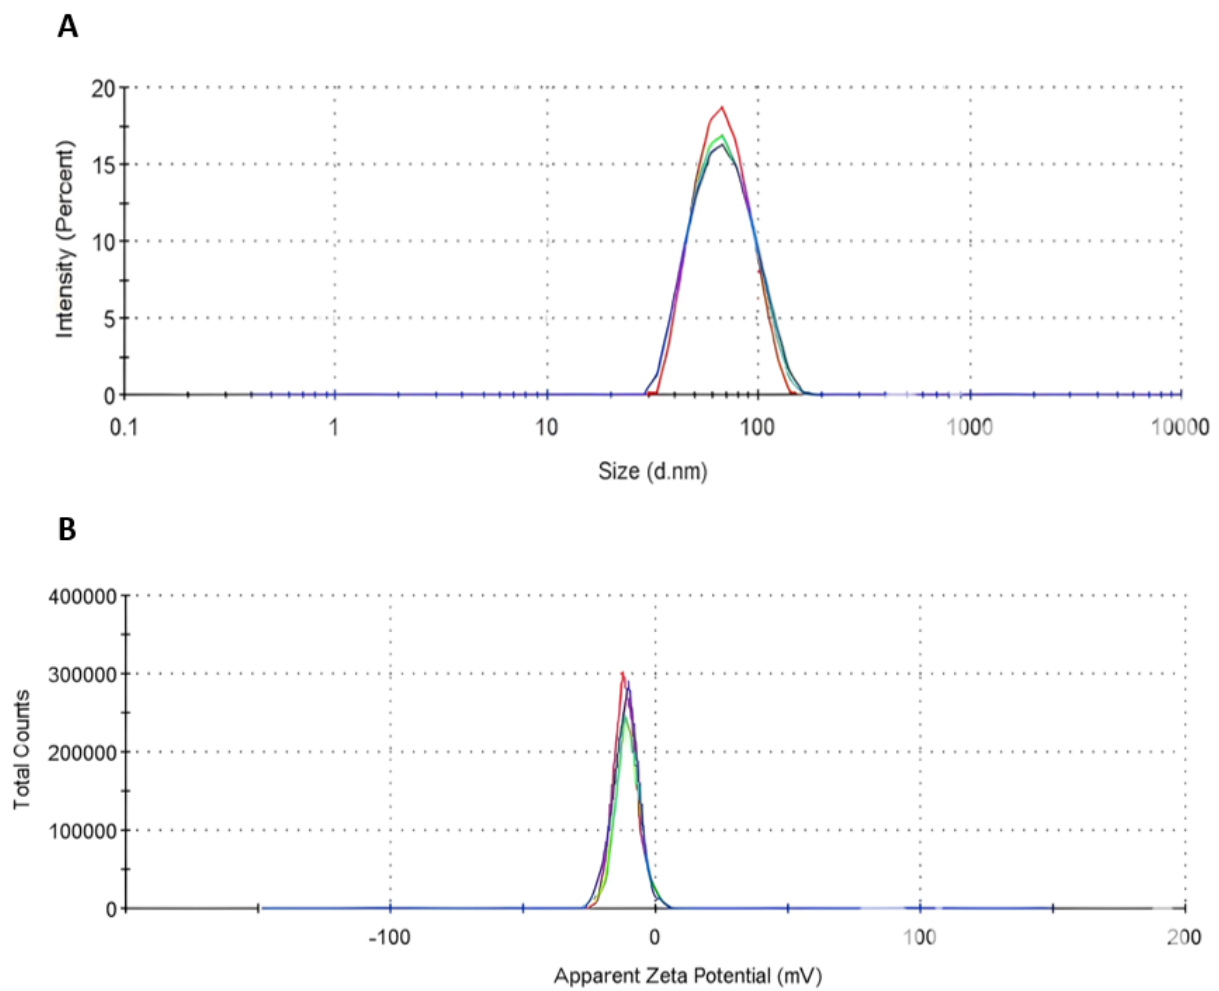 A
20
15
10
5
0
Intensity (Percent)
0.1 1 10 100 1000 10000
Size (d.nm)
B
400000
300000
200000
100000
0
Total Counts
-100 0 100 200
Apparent Zeta Potential (mV)